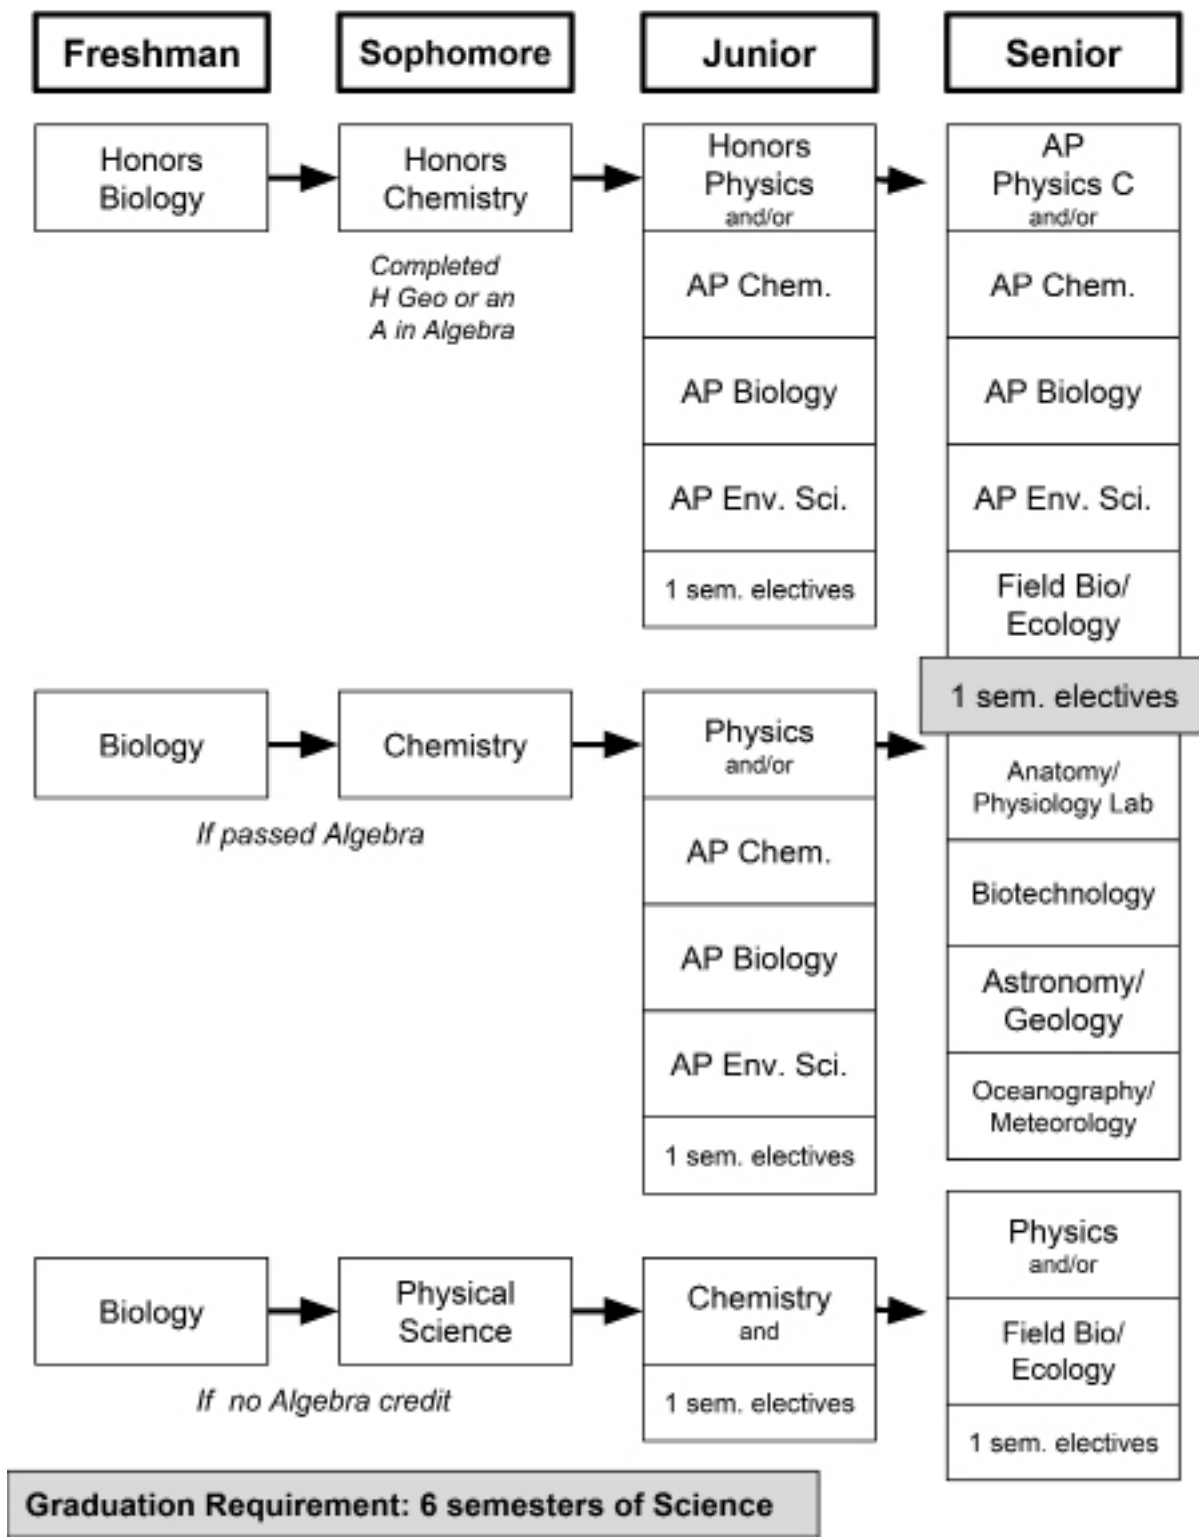 Freshman
Sophomore
Junior
Senior
Honors
Biology
Honors
Chemistry
Completed
H Geo or an
A in Algebra
Honors
Physics
and/or
AP Chem.
AP Biology
AP Env. Sci.
1 sem. electives
AP
Physics C
and/or
AP Chem.
AP Biology
AP Env. Sci.
Field Bio/
Ecology
1 sem. electives
Anatomy/
Physiology Lab
Biotechnology
Astronomy/
Geology
Oceanography/
Meteorology
Biology
Chemistry
If passed Algebra
Physics
and/or
AP Chem.
AP Biology
AP Env. Sci.
1 sem. electives
Biology
Physical
Science
If no Algebra credit
Chemistry
and
1 sem. electives
Physics
and/or
Field Bio/
Ecology
1 sem. electives
Graduation Requirement: 6 semesters of Science